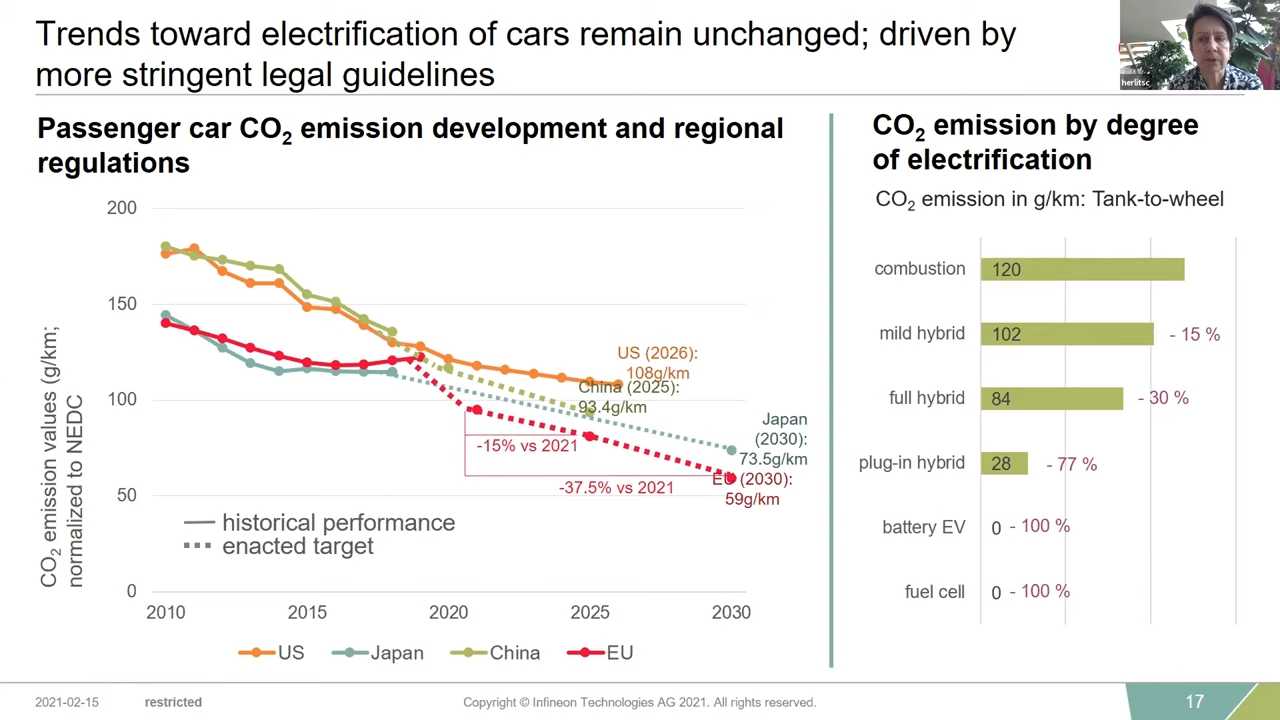 Trends toward electrification of cars remain unchanged; driven by
more stringent legal guidelines
herlitsc
Passenger car CO2 emission development and regional
regulations
200
150
100
50
0
CO2 emission values (g/km;
normalized to NEDC
US (2026):
108g/km
China (2025):
93.4g/km
Japan
(2030):
73.5g/km
EU (2030):
59g/km
-15% vs 2021
-37.5% vs 2021
historical performance
enacted target
2010
2015
2020
2025
2030
US
Japan
China
EU
CO2 emission by degree
of electrification
CO2 emission in g/km: Tank-to-wheel
combustion 120
mild hybrid 102 - 15 %
full hybrid 84 - 30 %
plug-in hybrid 28 - 77 %
battery EV 0 - 100 %
fuel cell 0 - 100 %
2021-02-15 restricted Copyright © Infineon Technologies AG 2021. All rights reserved. 17